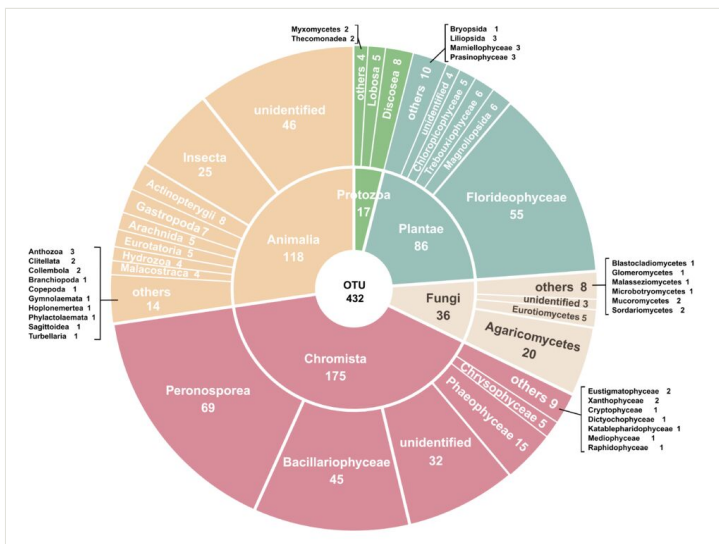 Myxomycetes 2
Thecomonadea 2
Bryopsida 1
Liliopsida 3
Mamiellophyceae 3
Prasinophyceae 3
others 4
Lobosa 5
Discosea 8
others 10
unidentified 4
Chloropicophyceae 5
Trebouxiophyceae 6
Magnoliopsida 6
Florideophyceae
55
unidentified
46
Insecta
25
Actinopterygii 8
Gastropoda 7
Arachnida 5
Eurotatoria 5
Hydrozoa 4
Malacostraca 4
others
14
Anthozoa 3
Clitellata 2
Collembola 2
Branchiopoda 1
Copepoda 1
Gymnolaemata 1
Hoplonemertea 1
Phylactolaemata 1
Sagittoidea 1
Turbellaria 1
Protozoa
17
Plantae
86
Animalia
118
OTU
432
Fungi
36
Chromista
175
others 8
unidentified 3
Eurotiomycetes 5
Agaricomycetes
20
Blastocladiomycetes 1
Glomeromycetes 1
Malasseziomycetes 1
Microbotryomycetes 1
Mucoromycetes 2
Sordariomycetes 2
others 9
Chrysophyceae 5
Phaeophyceae 15
unidentified
32
Bacillariophyceae
45
Peronosporea
69
Eustigmatophyceae 2
Xanthophyceae 2
Cryptophyceae 1
Dictyochophyceae 1
Katablepharidophyceae 1
Mediophyceae 1
Raphidophyceae 1